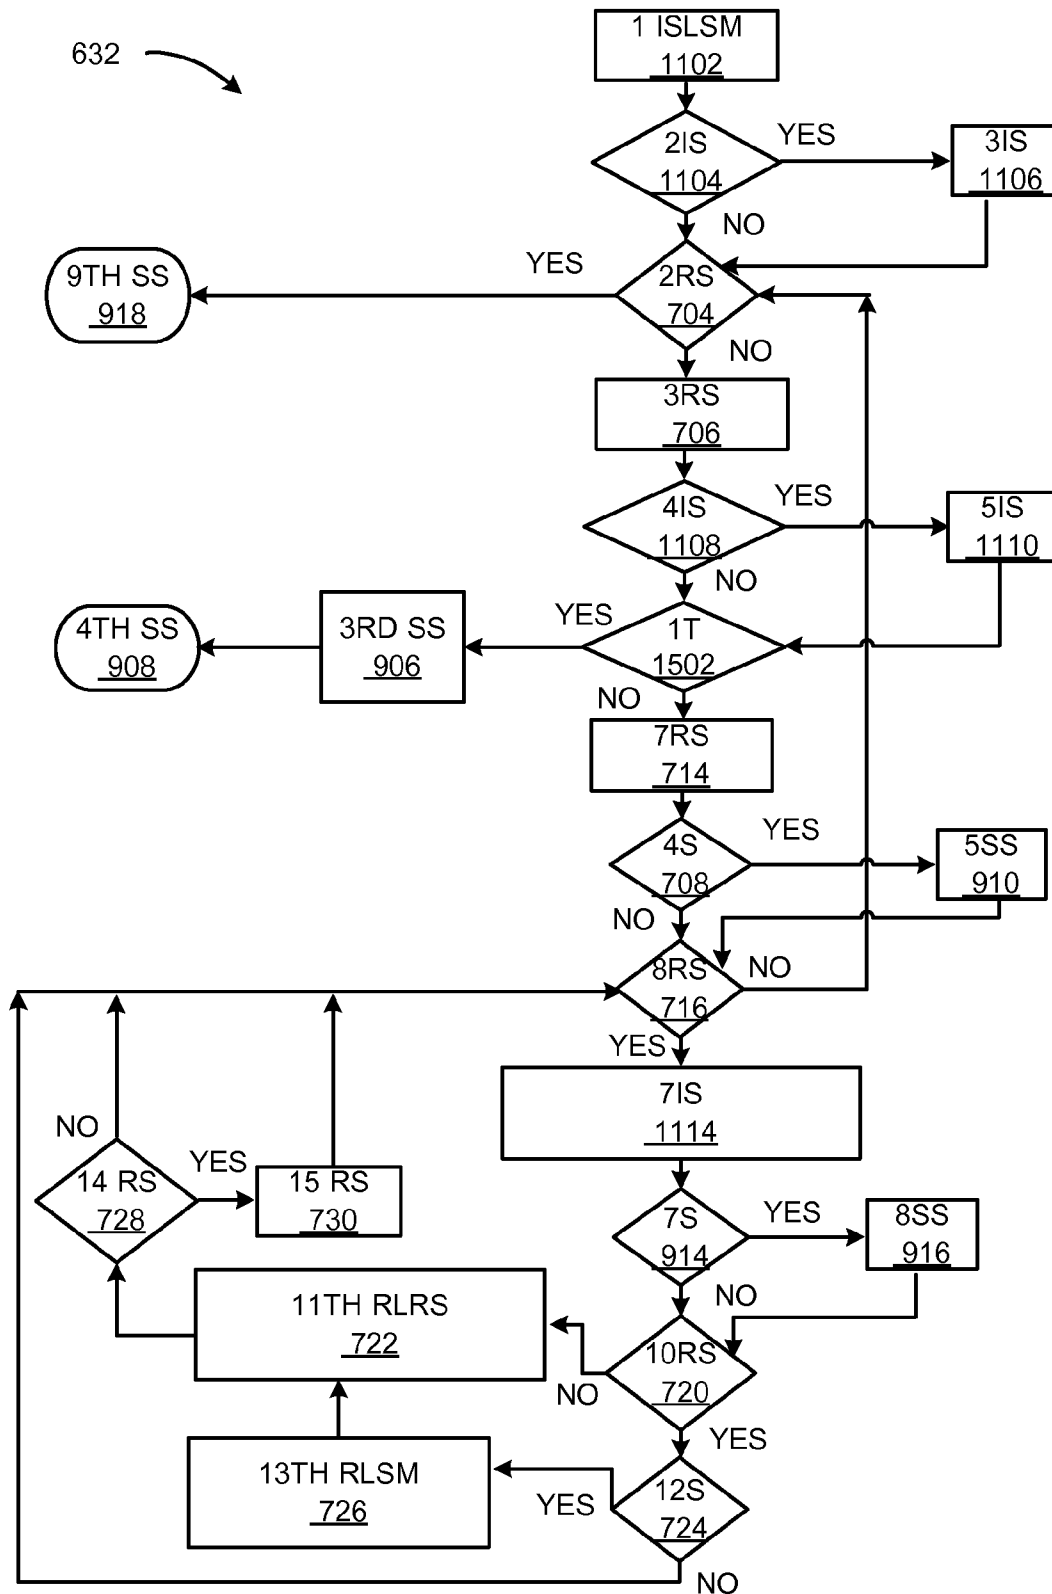 632
1 ISLSM
1102
2IS
1104
YES
3IS
1106
NO
9TH SS
918
YES
2RS
704
NO
3RS
706
4IS
1108
YES
5IS
1110
NO
4TH SS
908
3RD SS
906
YES
1T
1502
NO
7RS
714
4S
708
YES
5SS
910
NO
8RS
716
NO
YES
7IS
1114
NO
14 RS
728
YES
15 RS
730
7S
914
YES
8SS
916
NO
11TH RLRS
722
10RS
720
NO
YES
13TH RLSM
726
YES
12S
724
NO